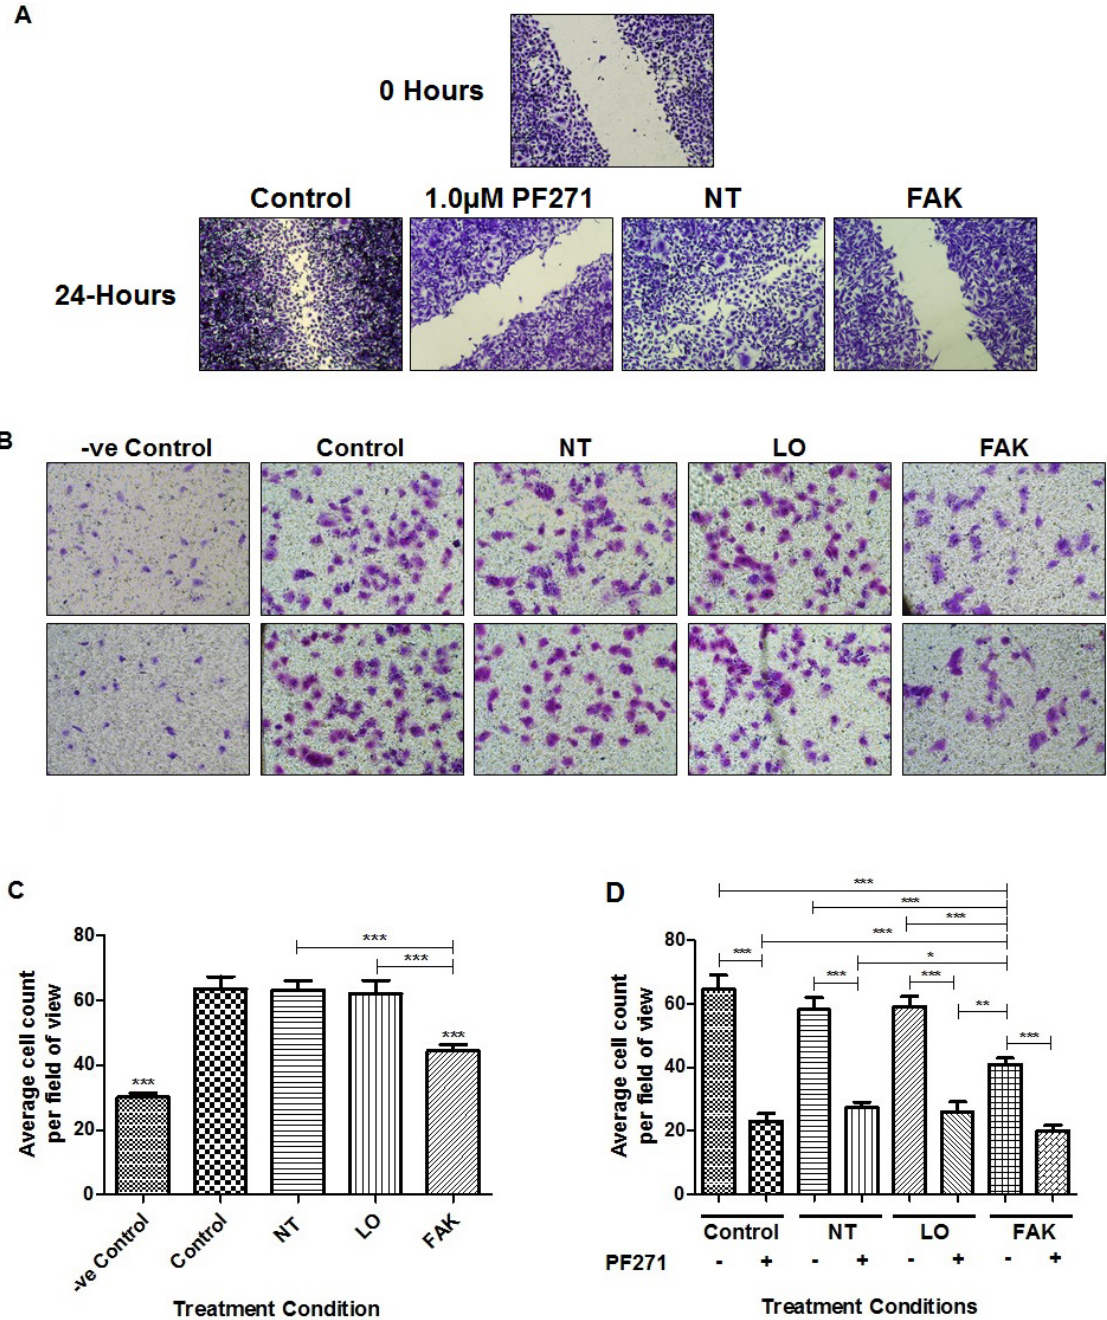 A
0 Hours
Control 1.0µM PF271 NT FAK
24-Hours
B
-ve Control Control NT LO FAK
C
Average cell count
per field of view
80
60
40
20
0
***
***
***
***
-ve Control Control NT LO FAK
Treatment Condition
D
Average cell count
per field of view
80
60
40
20
0
***
***
***
***
*
***
***
***
**
***
Control NT LO FAK
PF271 - + - + - + - +
Treatment Conditions